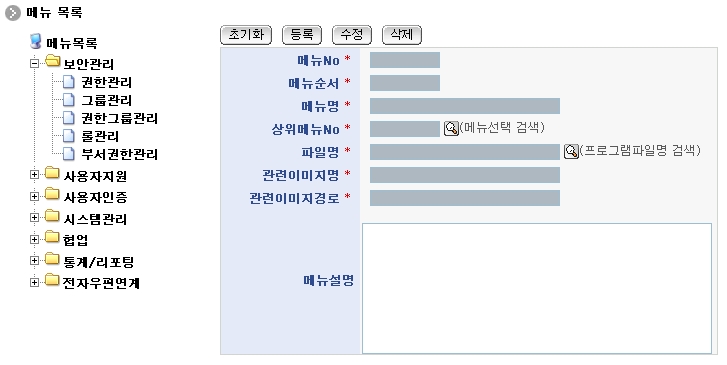 메뉴 목록
메뉴목록
보안관리
권한관리
그룹관리
권한그룹관리
롤관리
부서권한관리
사용자지원
사용자인증
시스템관리
협업
통계/리포팅
전자우편연계
초기화 등록 수정 삭제
메뉴No *
메뉴순서 *
메뉴명 *
상위메뉴No * (메뉴선택 검색)
파일명 * (프로그램파일명 검색)
관련이미지명 *
관련이미지경로 *
메뉴설명